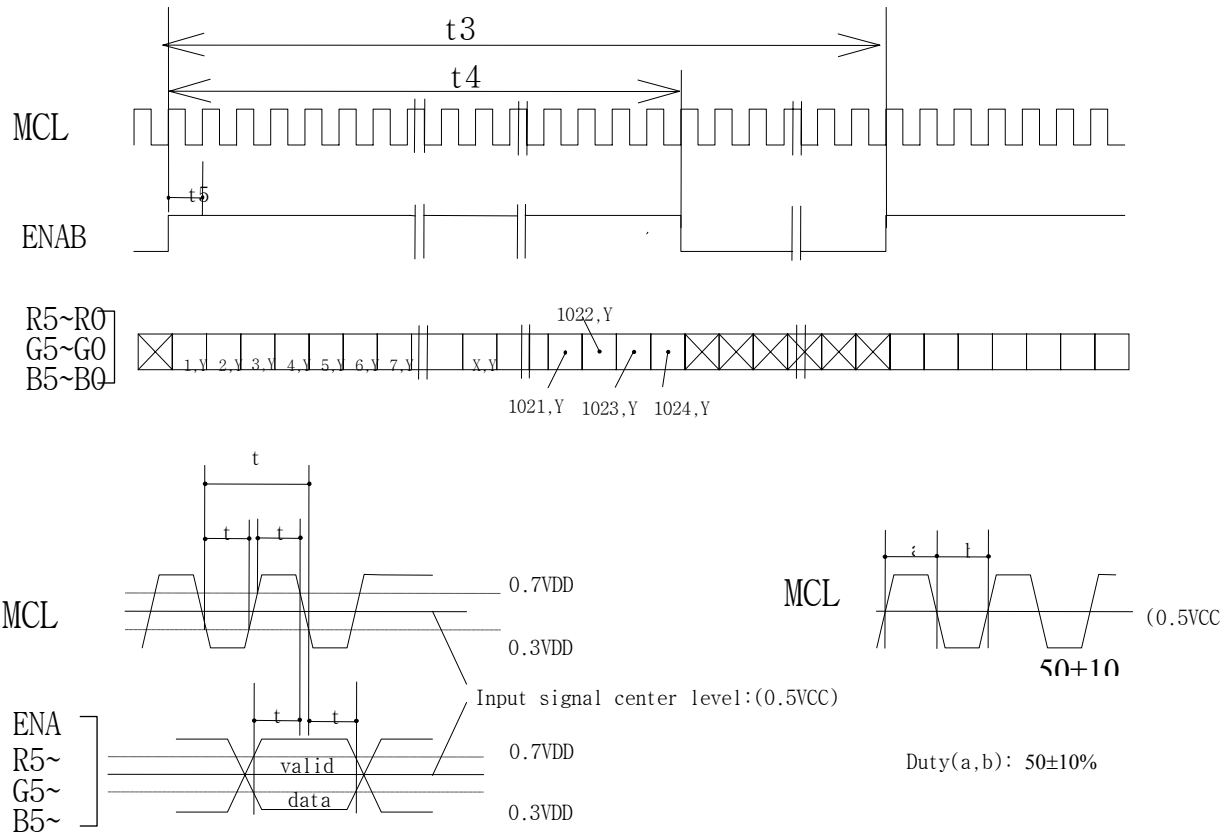 t3
t4
MCL
t5
ENAB
R5~R0
G5~G0
B5~B0
1022,Y
1,Y 2,Y 3,Y 4,Y 5,Y 6,Y 7,Y X,Y
1021,Y 1023,Y 1024,Y
t
t t
MCL
0.7VDD
0.3VDD
MCL
(0.5VCC
50±10
Input signal center level:(0.5VCC)
t t
ENA
R5~
G5~
B5~
valid
data
0.7VDD
0.3VDD
Duty(a,b): 50±10%